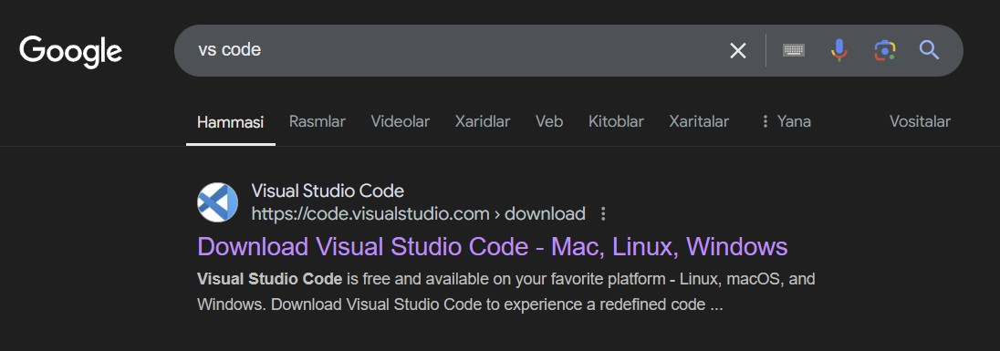 Google
vs code
Hammasi Rasmlar Videolar Xaridlar Veb Kitoblar Xaritalar Yana Vositalar
Visual Studio Code
https://code.visualstudio.com › download
Download Visual Studio Code - Mac, Linux, Windows
Visual Studio Code is free and available on your favorite platform - Linux, macOS, and
Windows. Download Visual Studio Code to experience a redefined code ...